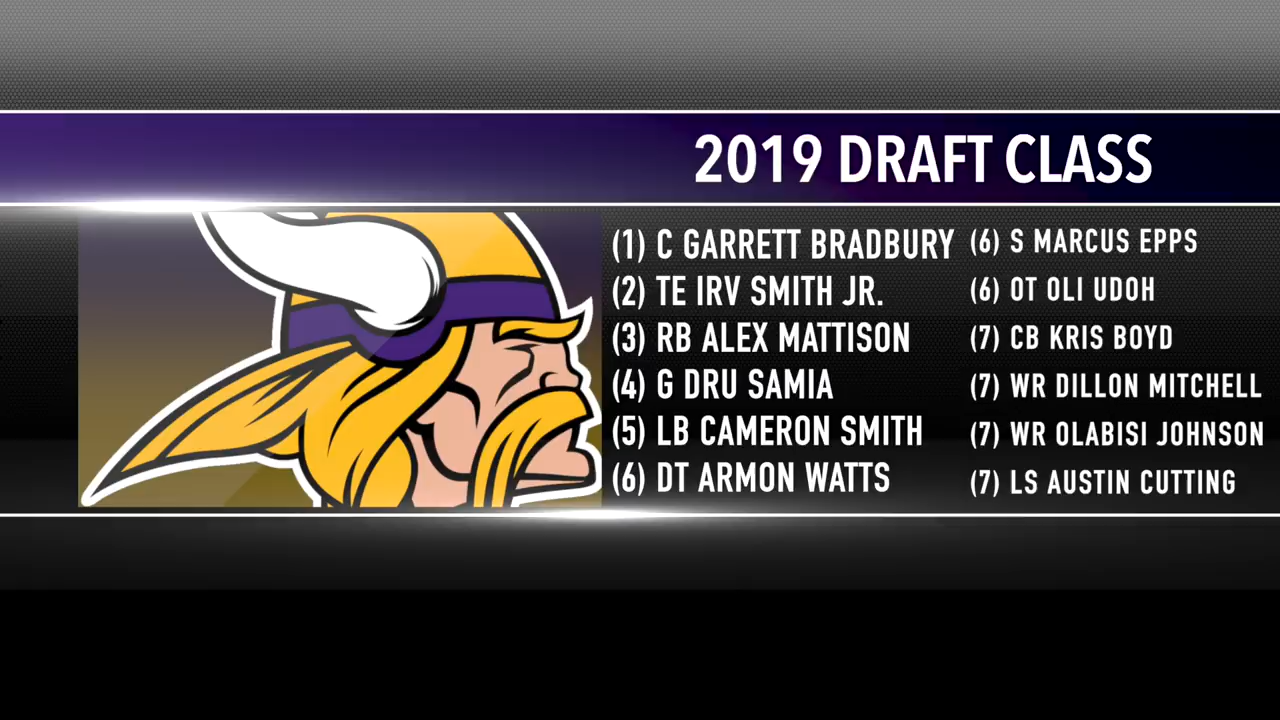 2019 DRAFT CLASS
(1) C GARRETT BRADBURY
(2) TE IRV SMITH JR.
(3) RB ALEX MATTISON
(4) G DRU SAMIA
(5) LB CAMERON SMITH
(6) DT ARMON WATTS
(6) S MARCUS EPPS
(6) OT OLI UDOH
(7) CB KRIS BOYD
(7) WR DILLON MITCHELL
(7) WR OLABISI JOHNSON
(7) LS AUSTIN CUTTING